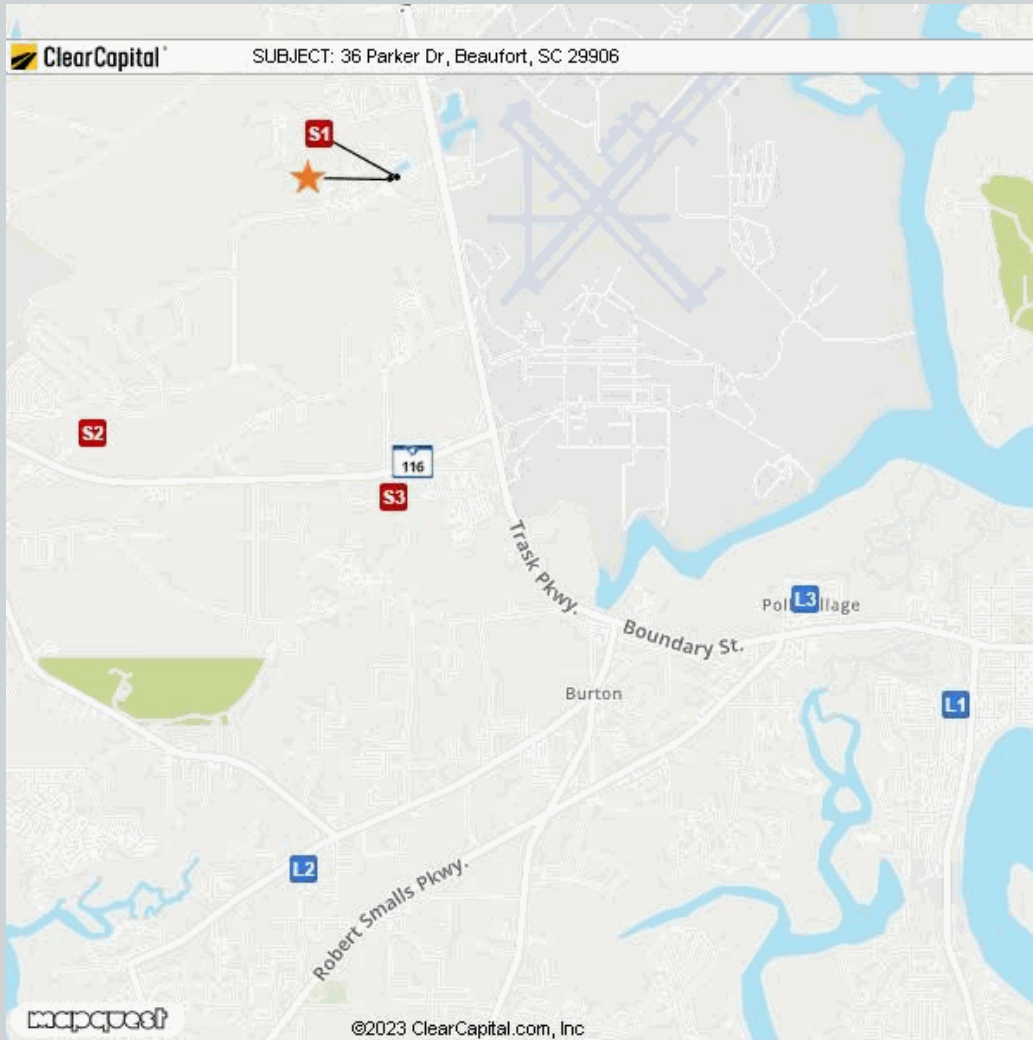 ClearCapital
SUBJECT: 36 Parker Dr, Beaufort, SC 29906
S1
S2
116
S3
Trask Pkwy.
L3
Boundary St.
Burton
L1
L2
Robert Smalls Pkwy.
mapquest
©2023 ClearCapital.com, Inc